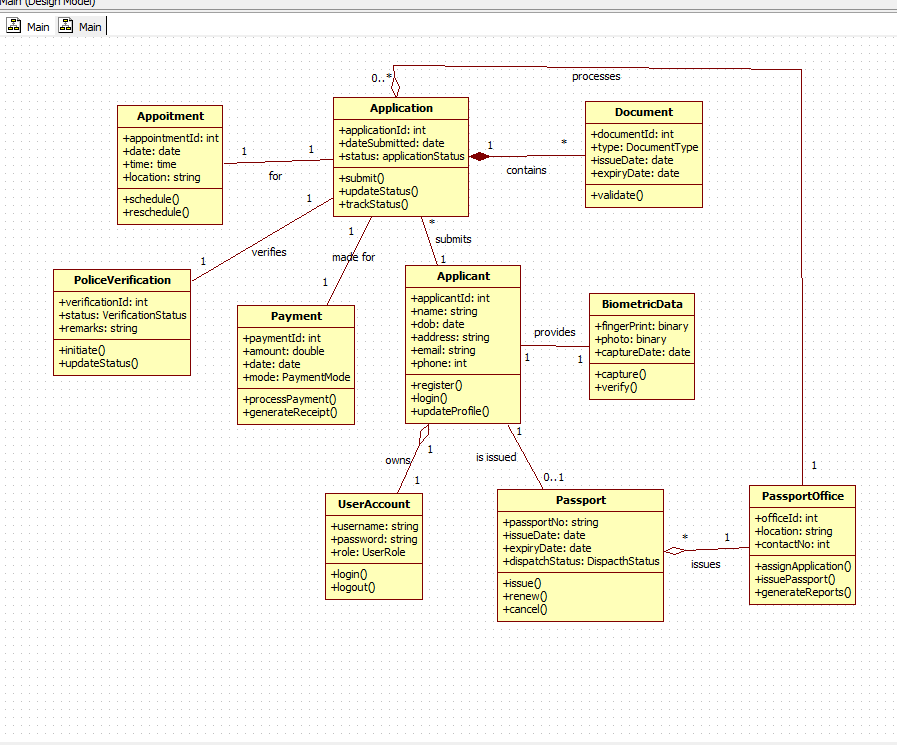 Main (Design Model)
Main
Main
processes
0..*
Appoitment
+appointmentId: int
+date: date
+time: time
+location: string
+schedule()
+reschedule()
1
1
for
Application
+applicationId: int
+dateSubmitted: date
+status: applicationStatus
+submit()
+updateStatus()
+trackStatus()
1
*
contains
Document
+documentId: int
+type: DocumentType
+issueDate: date
+expiryDate: date
+validate()
1
verifies
1
1
made for
1
*
submits
1
PoliceVerification
+verificationId: int
+status: VerificationStatus
+remarks: string
+initiate()
+updateStatus()
Payment
+paymentId: int
+amount: double
+date: date
+mode: PaymentMode
+processPayment()
+generateReceipt()
Applicant
+applicantId: int
+name: string
+dob: date
+address: string
+email: string
+phone: int
+register()
+login()
+updateProfile()
provides
1
1
BiometricData
+fingerPrint: binary
+photo: binary
+captureDate: date
+capture()
+verify()
1
owns
1
1
is issued
0..1
1
UserAccount
+username: string
+password: string
+role: UserRole
+login()
+logout()
Passport
+passportNo: string
+issueDate: date
+expiryDate: date
+dispatchStatus: DispacthStatus
+issue()
+renew()
+cancel()
*
1
issues
PassportOffice
+officeId: int
+location: string
+contactNo: int
+assignApplication()
+issuePassport()
+generateReports()